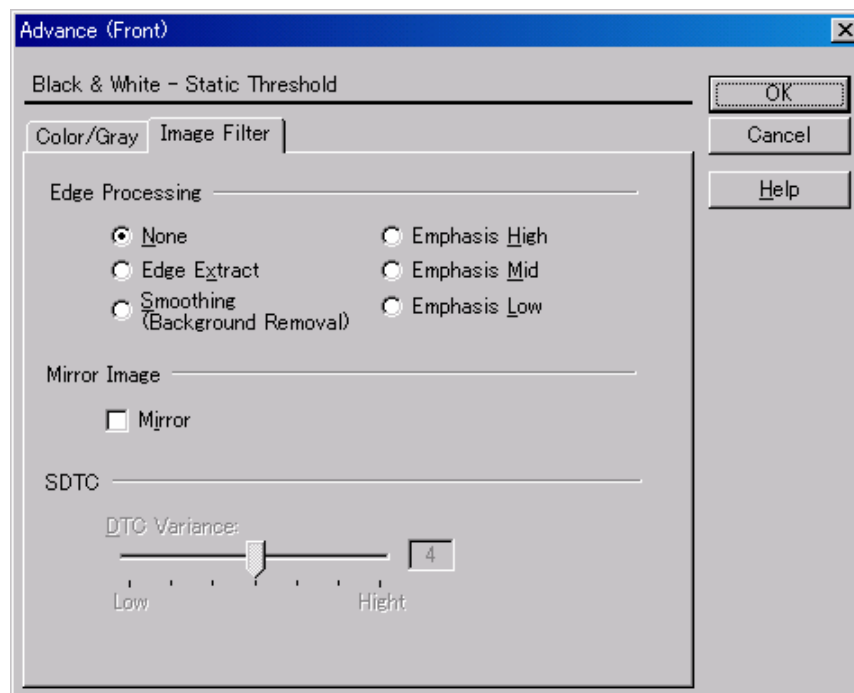 Advance (Front)
Black & White - Static Threshold
OK
Color/Gray
Image Filter
Cancel
Help
Edge Processing
None
Emphasis High
Edge Extract
Emphasis Mid
Smoothing
(Background Removal)
Emphasis Low
Mirror Image
Mirror
SDTC
DTC Variance:
4
Low
Hight